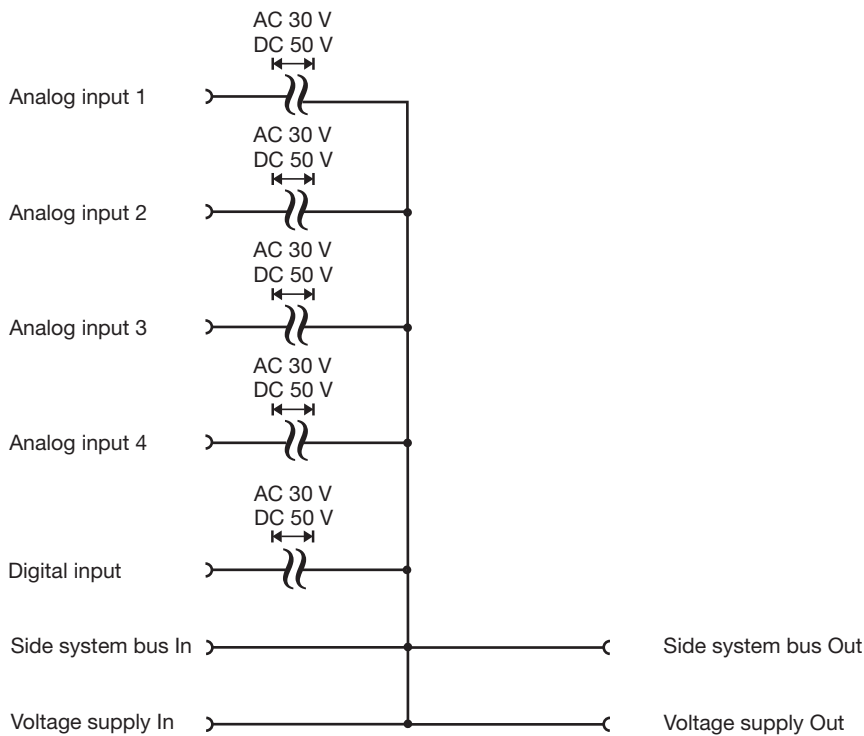 AC 30 V
DC 50 V
Analog input 1
AC 30 V
DC 50 V
Analog input 2
AC 30 V
DC 50 V
Analog input 3
AC 30 V
DC 50 V
Analog input 4
AC 30 V
DC 50 V
Digital input
Side system bus In
Side system bus Out
Voltage supply In
Voltage supply Out